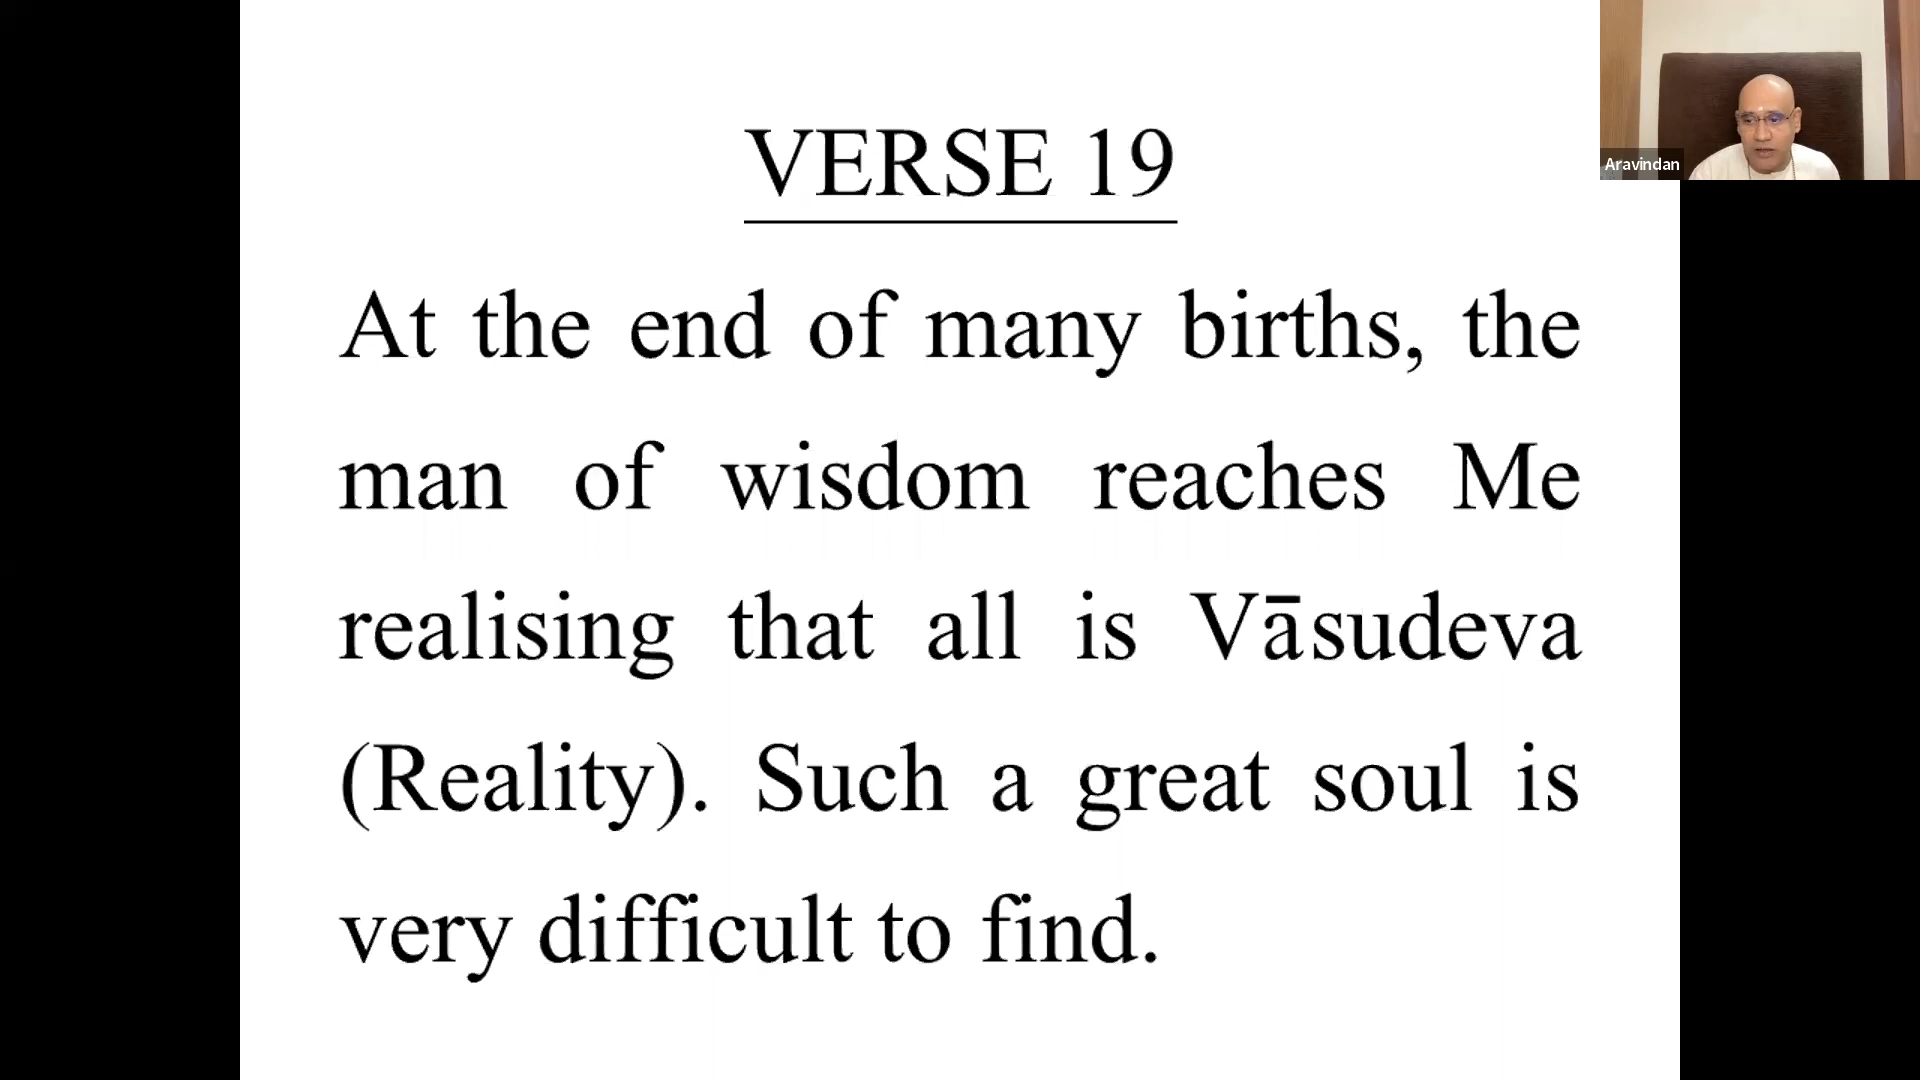 VERSE 19
At the end of many births, the
man of wisdom reaches Me
realising that all is Vāsudeva
(Reality). Such a great soul is
very difficult to find.
Aravindan